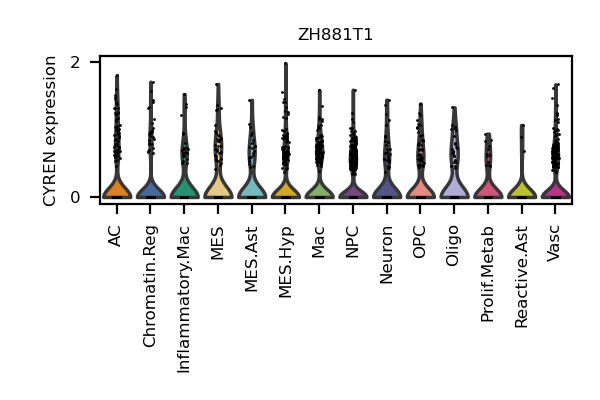 ZH881T1
CYREN expression
2
0
AC
Chromatin.Reg
Inflammatory.Mac
MES
MES.Ast
MES.Hyp
Mac
NPC
Neuron
OPC
Oligo
Prolif.Metab
Reactive.Ast
Vasc